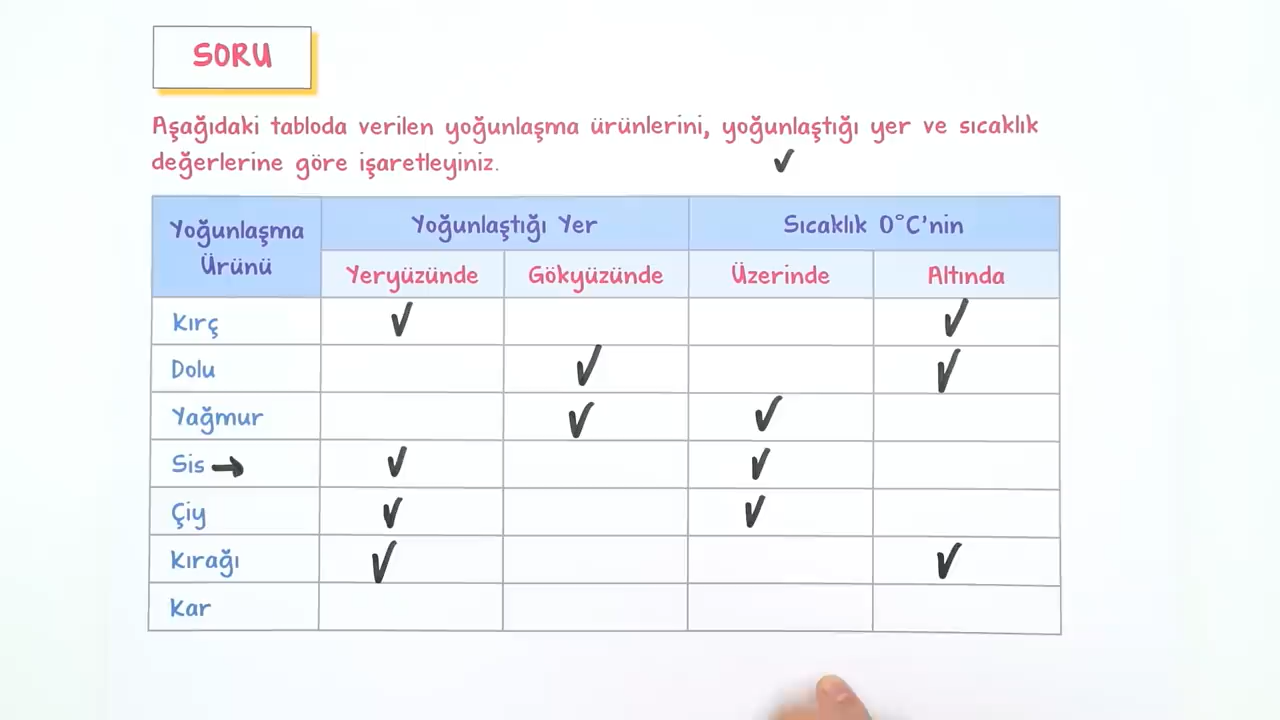 SORU
Aşağıdaki tabloda verilen yoğunlaşma ürünlerini, yoğunlaştığı yer ve sıcaklık
değerlerine göre işaretleyiniz. ✓
Yoğunlaşma Ürünü
Yoğunlaştığı Yer
Sıcaklık 0°C'nin
Yeryüzünde
Gökyüzünde
Üzerinde
Altında
Kırç ✓ ✓
Dolu ✓ ✓
Yağmur ✓ ✓
Sis → ✓ ✓
Çiy ✓ ✓
Kırağı ✓ ✓
Kar